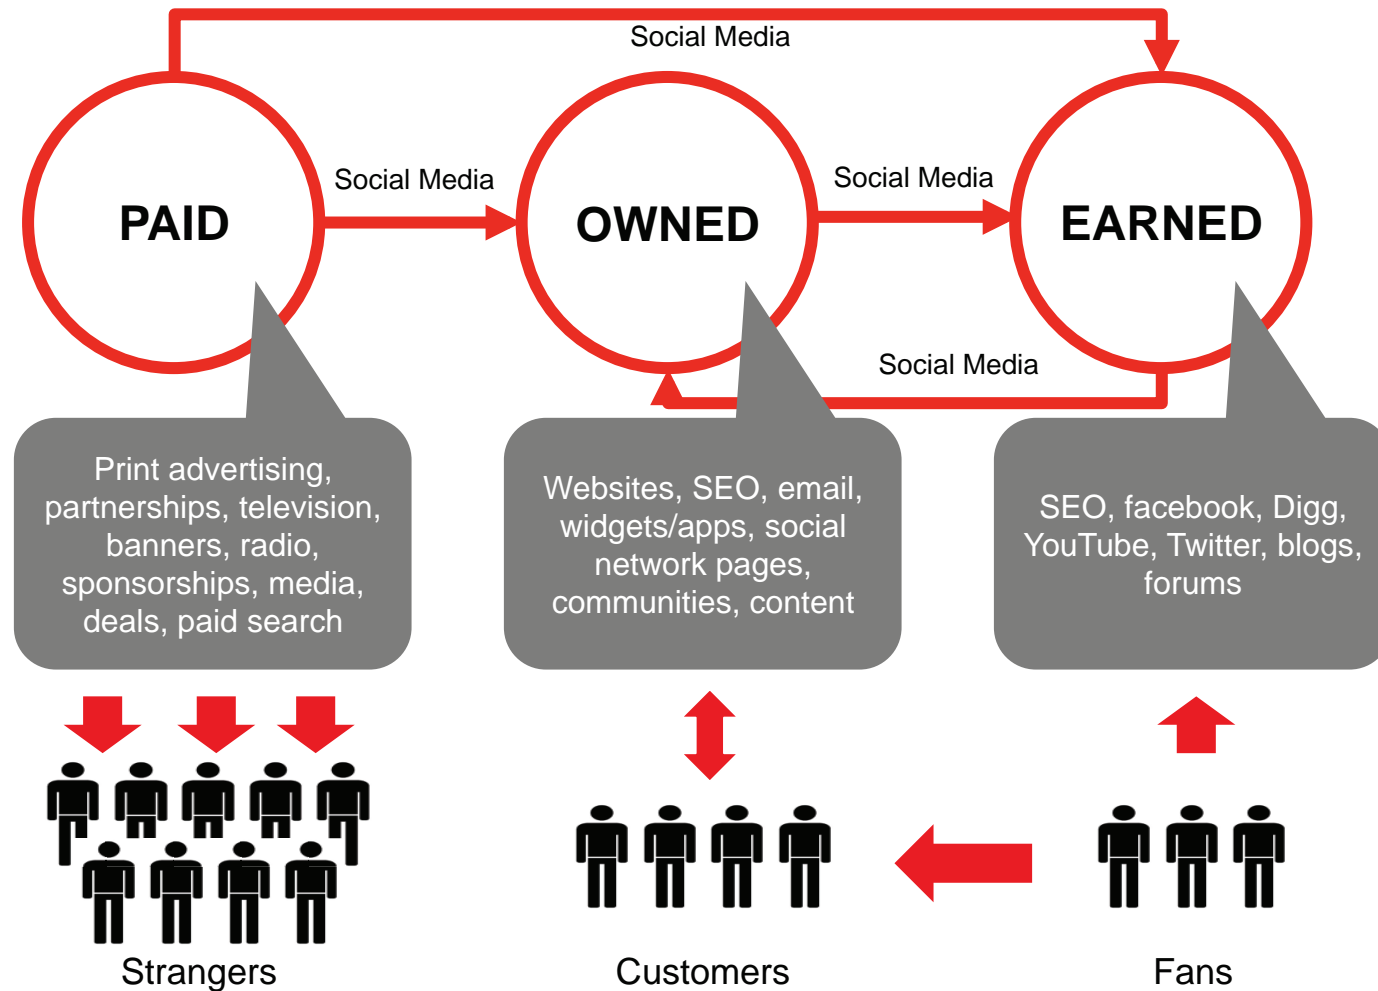 Social Media
Social Media
Social Media
PAID
OWNED
EARNED
Social Media
Print advertising,
partnerships, television,
banners, radio,
sponsorships, media,
deals, paid search
Websites, SEO, email,
widgets/apps, social
network pages,
communities, content
SEO, facebook, Digg,
YouTube, Twitter, blogs,
forums
Strangers
Customers
Fans